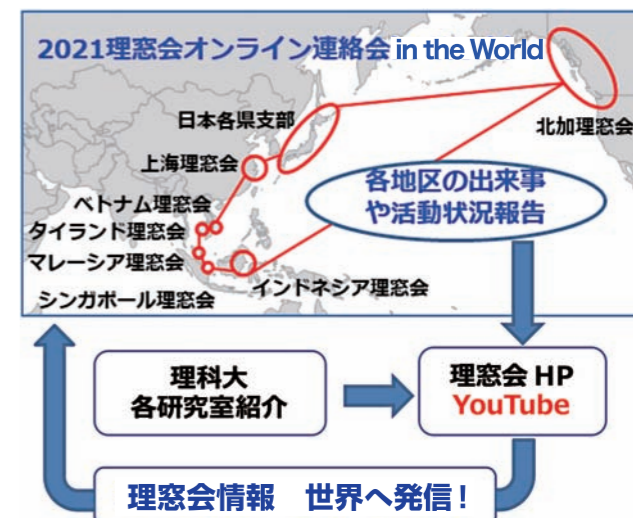 2021理窓会オンライン連絡会 in the World
日本各県支部
北加理窓会
上海理窓会
各地区の出来事
や活動状況報告
ベトナム理窓会
タイランド理窓会
マレーシア理窓会
インドネシア理窓会
シンガポール理窓会
理科大
各研究室紹介
理窓会 HP
YouTube
理窓会情報 世界へ発信!